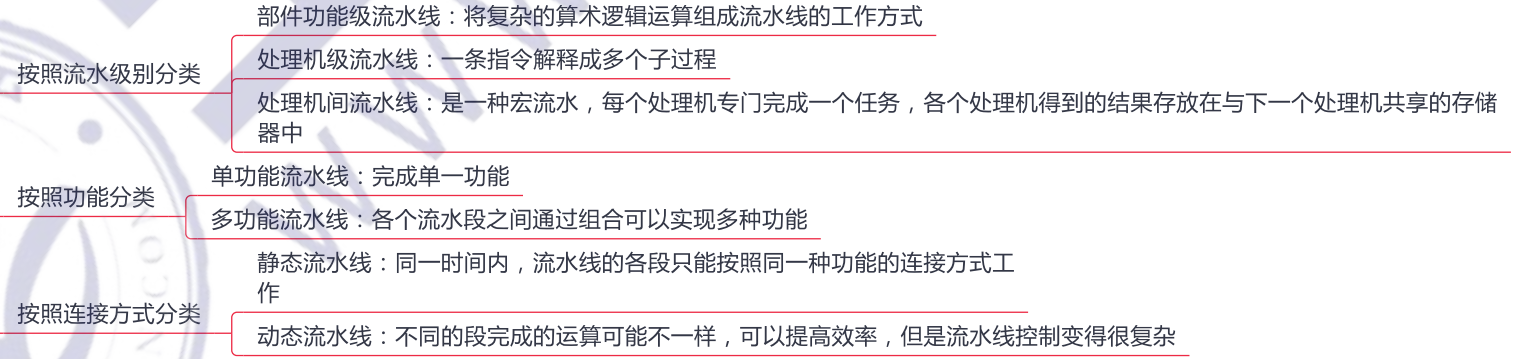 部件功能级流水线：将复杂的算术逻辑运算组成流水线的工作方式
按照流水级别分类
处理机级流水线：一条指令解释成多个子过程
处理机间流水线：是一种宏流水，每个处理机专门完成一个任务，各个处理机得到的结果存放在与下一个处理机共享的存储
器中
按照功能分类
单功能流水线：完成单一功能
多功能流水线：各个流水段之间通过组合可以实现多种功能
按照连接方式分类
静态流水线：同一时间内，流水线的各段只能按照同一种功能的连接方式工
作
动态流水线：不同的段完成的运算可能不一样，可以提高效率，但是流水线控制变得很复杂